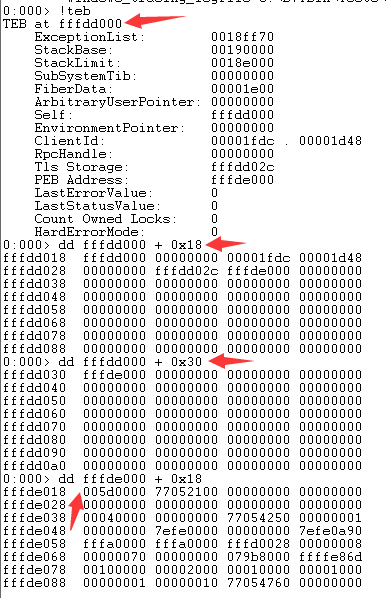 0:000> !teb
TEB at fffdd000
ExceptionList: 0018ff70
StackBase: 00190000
StackLimit: 0018e000
SubSystemTib: 00000000
FiberData: 00001e00
ArbitraryUserPointer: 00000000
Self: fffdd000
EnvironmentPointer: 00000000
ClientId: 00001fdc . 00001d48
RpcHandle: 00000000
Tls Storage: fffdd02c
PEB Address: fffde000
LastErrorValue: 0
LastStatusValue: 0
Count Owned Locks: 0
HardErrorMode: 0
0:000> dd fffdd000 + 0x18
fffdd018 fffdd000 00000000 00001fdc 00001d48
fffdd028 00000000 fffdd02c fffde000 00000000
fffdd038 00000000 00000000 00000000 00000000
fffdd048 00000000 00000000 00000000 00000000
fffdd058 00000000 00000000 00000000 00000000
fffdd068 00000000 00000000 00000000 00000000
fffdd078 00000000 00000000 00000000 00000000
fffdd088 00000000 00000000 00000000 00000000
0:000> dd fffdd000 + 0x30
fffdd030 fffde000 00000000 00000000 00000000
fffdd040 00000000 00000000 00000000 00000000
fffdd050 00000000 00000000 00000000 00000000
fffdd060 00000000 00000000 00000000 00000000
fffdd070 00000000 00000000 00000000 00000000
fffdd080 00000000 00000000 00000000 00000000
fffdd090 00000000 00000000 00000000 00000000
fffdd0a0 00000000 00000000 00000000 00000000
0:000> dd fffde000 + 0x18
fffde018 005d0000 77052100 00000000 00000000
fffde028 00000000 00000000 00000000 00000000
fffde038 00040000 00000000 77054250 00000001
fffde048 00000000 7efe0000 00000000 7efe0a90
fffde058 fffa0000 fffa0000 fffd0028 00000008
fffde068 00000070 00000000 079b8000 ffffe86d
fffde078 00100000 00002000 00010000 00001000
fffde088 00000001 00000010 77054760 00000000